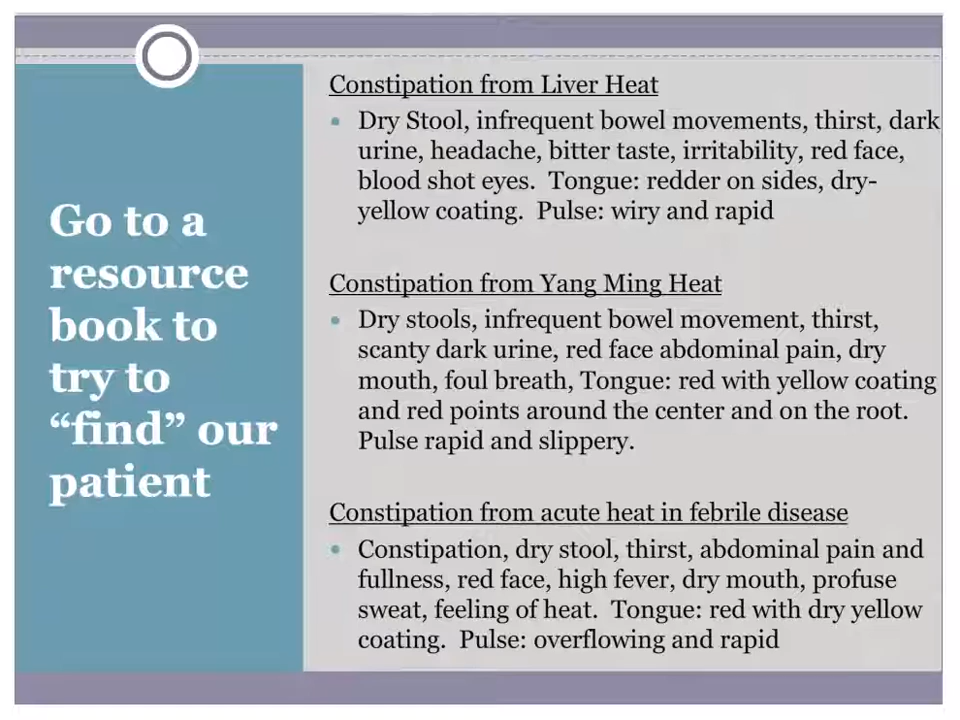 Go to a
resource
book to
try to
“find” our
patient
Constipation from Liver Heat
• Dry Stool, infrequent bowel movements, thirst, dark
urine, headache, bitter taste, irritability, red face,
blood shot eyes.  Tongue: redder on sides, dry-
yellow coating.  Pulse: wiry and rapid
Constipation from Yang Ming Heat
• Dry stools, infrequent bowel movement, thirst,
scanty dark urine, red face abdominal pain, dry
mouth, foul breath, Tongue: red with yellow coating
and red points around the center and on the root.
Pulse rapid and slippery.
Constipation from acute heat in febrile disease
• Constipation, dry stool, thirst, abdominal pain and
fullness, red face, high fever, dry mouth, profuse
sweat, feeling of heat.  Tongue: red with dry yellow
coating.  Pulse: overflowing and rapid